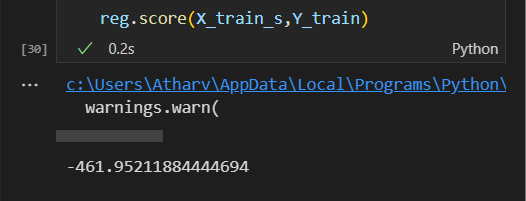 reg.score(X_train_s,Y_train)
[30] ✓ 0.2s Python
... c:\Users\Atharv\AppData\Local\Programs\Python\
warnings.warn(
-461.95211884444694